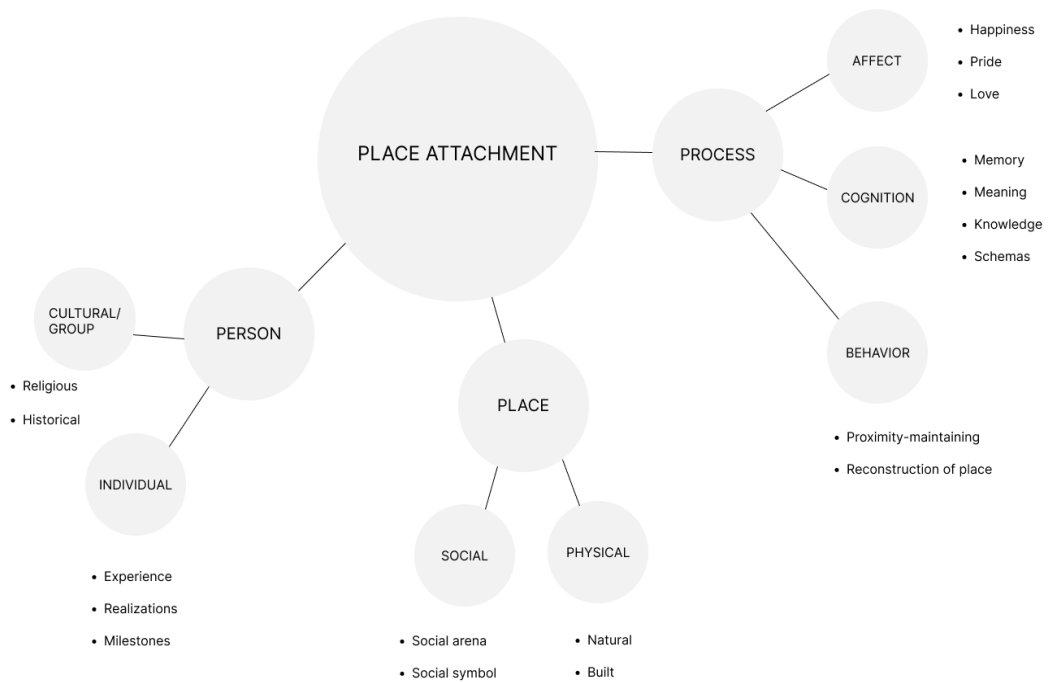 PLACE ATTACHMENT
PROCESS
AFFECT
• Happiness
• Pride
• Love
COGNITION
• Memory
• Meaning
• Knowledge
• Schemas
BEHAVIOR
• Proximity-maintaining
• Reconstruction of place
PERSON
CULTURAL/
GROUP
• Religious
• Historical
INDIVIDUAL
• Experience
• Realizations
• Milestones
PLACE
SOCIAL
• Social arena
• Social symbol
PHYSICAL
• Natural
• Built